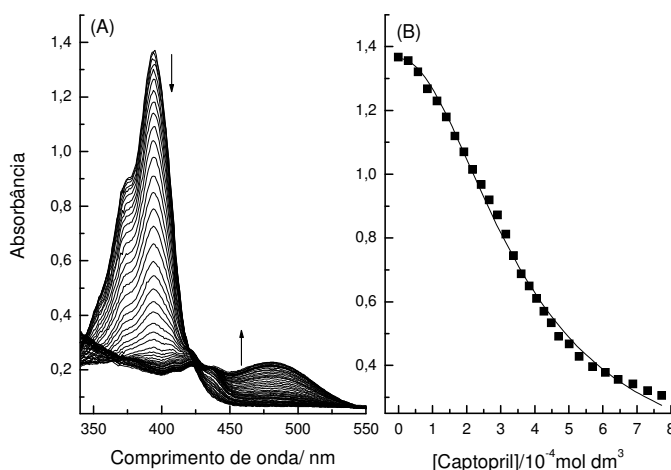 (A)
(B)
Absorbância
1,4
1,2
1,0
0,8
0,6
0,4
0,2
350 400 450 500 550
Comprimento de onda/ nm
1,4
1,2
1,0
0,8
0,6
0,4
0 1 2 3 4 5 6 7 8
[Captopril]/10⁻⁴mol dm³